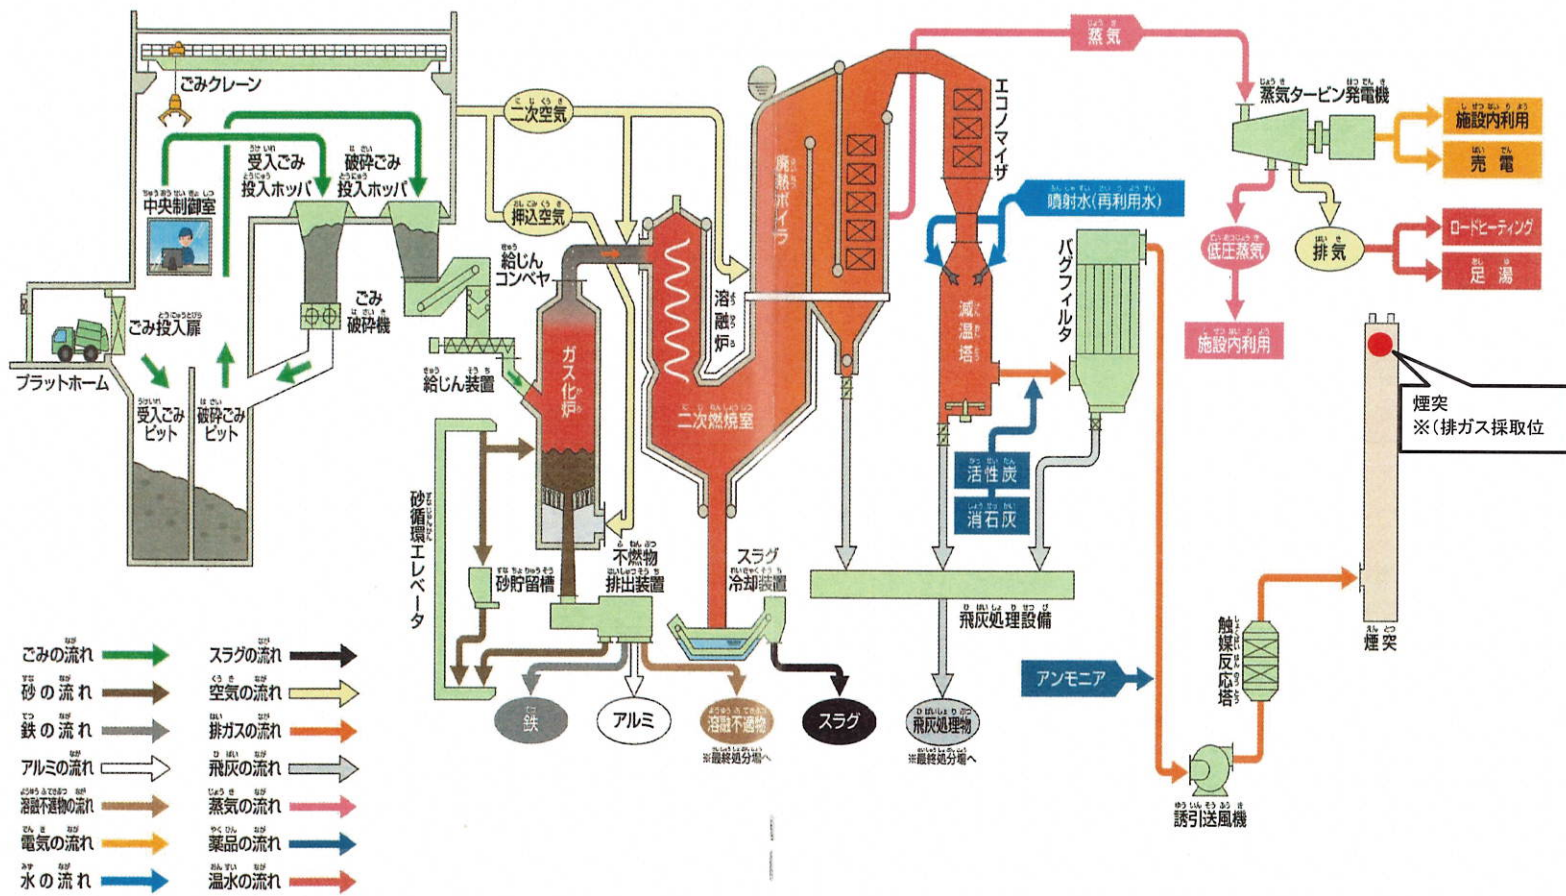 ごみクレーン
中央制御室
受入ごみ
投入ホッパ
破砕ごみ
投入ホッパ
ごみ投入扉
プラットホーム
ごみ
破砕機
受入ごみ
ピット
破砕ごみ
ピット
二次空気
押込空気
給じん
コンベヤ
給じん装置
ガス化炉
溶融炉
二次燃焼室
廃熱ボイラ
エコノマイザ
蒸気
蒸気タービン発電機
施設内利用
売電
低圧蒸気
施設内利用
排気
ロードヒーティング
足湯
噴射水(再利用水)
減温塔
バグフィルタ
活性炭
消石灰
煙突
※(排ガス採取位
煙突
砂循環エレベータ
砂貯留槽
不燃物
排出装置
スラグ
冷却装置
飛灰処理設備
鉄
アルミ
溶融不適物
※最終処分場へ
スラグ
飛灰処理物
※最終処分場へ
アンモニア
触媒反応塔
誘引送風機
ごみの流れ
砂の流れ
鉄の流れ
アルミの流れ
溶融不適物の流れ
電気の流れ
水の流れ
スラグの流れ
空気の流れ
排ガスの流れ
飛灰の流れ
蒸気の流れ
薬品の流れ
温水の流れ